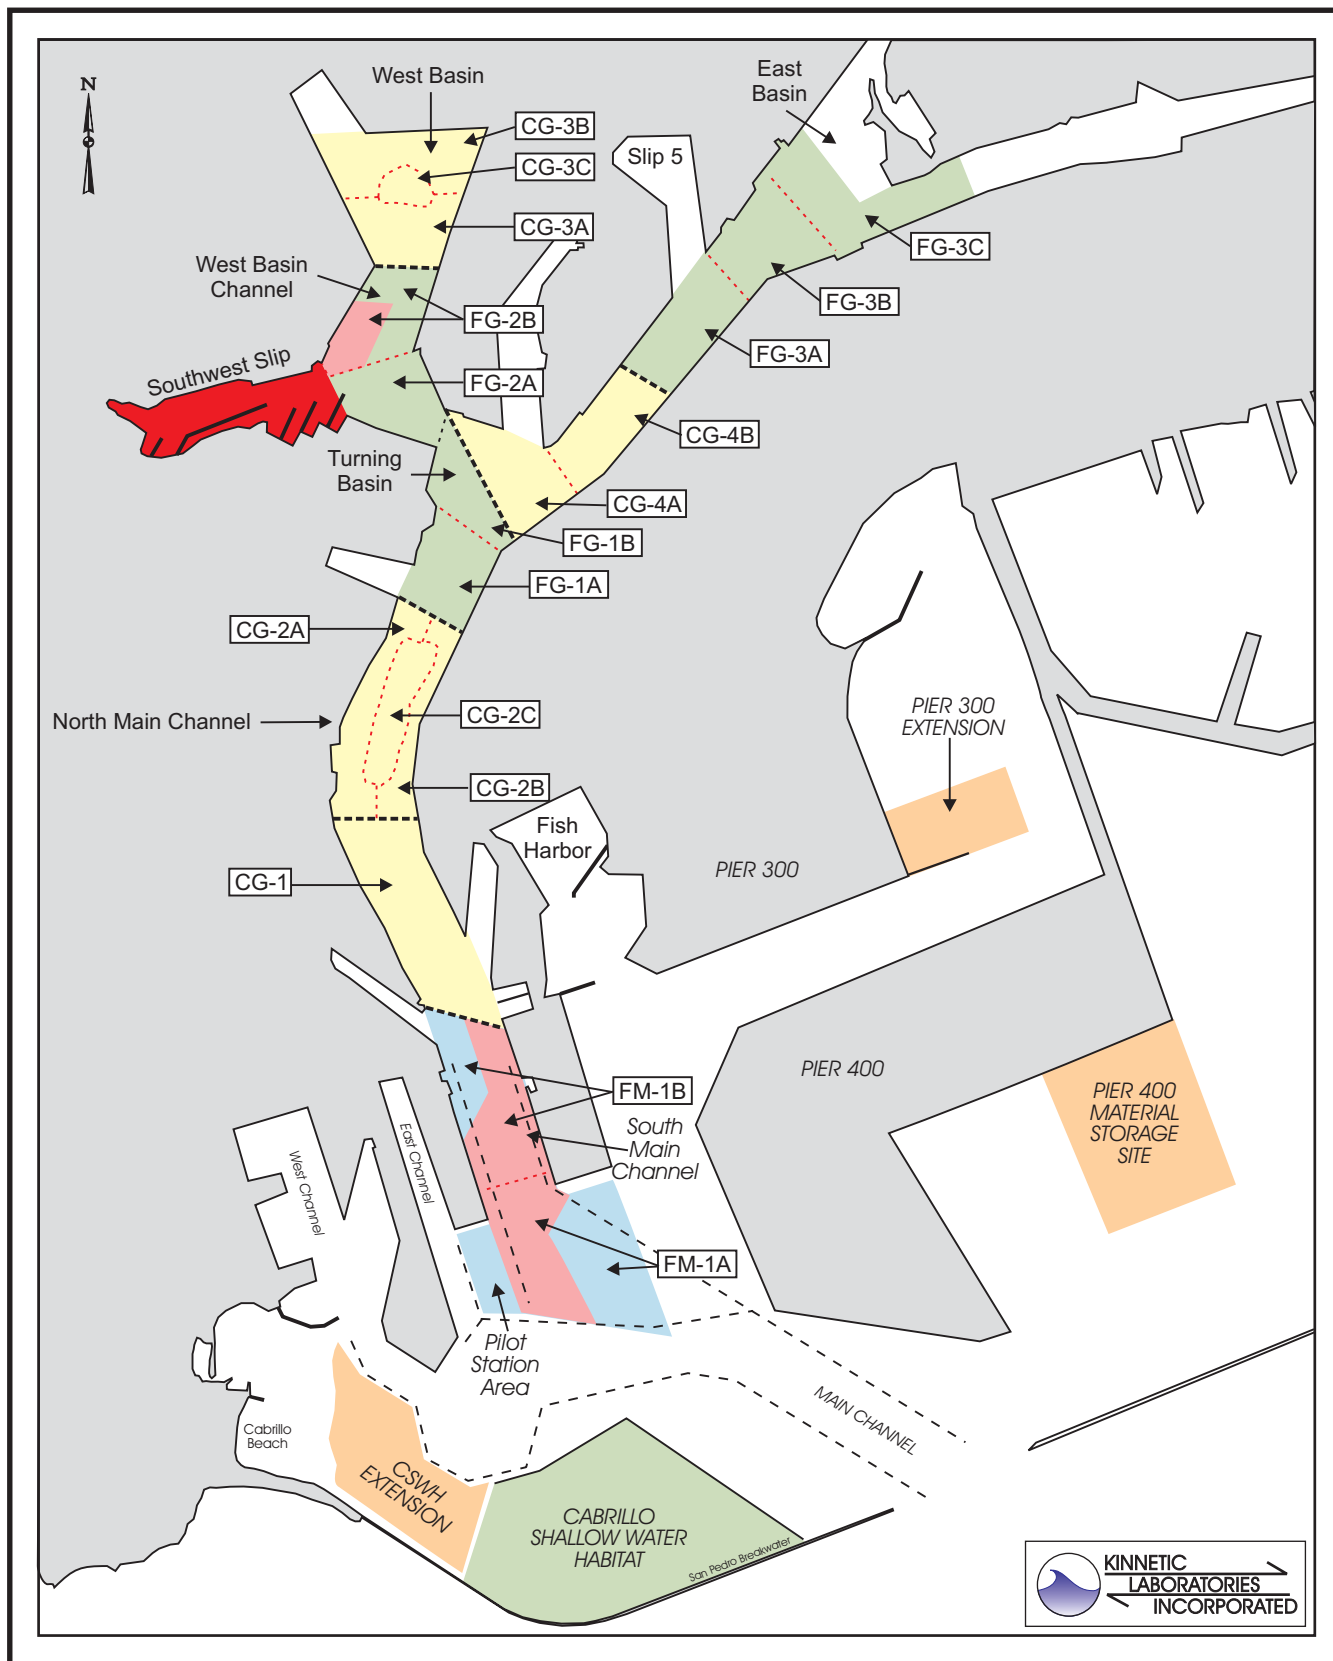 N
West Basin
East
Basin
CG-3B
CG-3C
Slip 5
CG-3A
FG-3C
West Basin
Channel
FG-3B
FG-2B
FG-3A
Southwest Slip
FG-2A
CG-4B
Turning
Basin
CG-4A
FG-1B
FG-1A
CG-2A
CG-2C
North Main Channel
PIER 300
EXTENSION
CG-2B
Fish
Harbor
PIER 300
CG-1
PIER 400
FM-1B
PIER 400
MATERIAL
STORAGE
SITE
South
Main
Channel
East Channel
West Channel
FM-1A
Pilot
Station
Area
MAIN CHANNEL
Cabrillo
Beach
CSWH
EXTENSION
CABRILLO
SHALLOW WATER
HABITAT
San Pedro Breakwater
KINNETIC
LABORATORIES
INCORPORATED